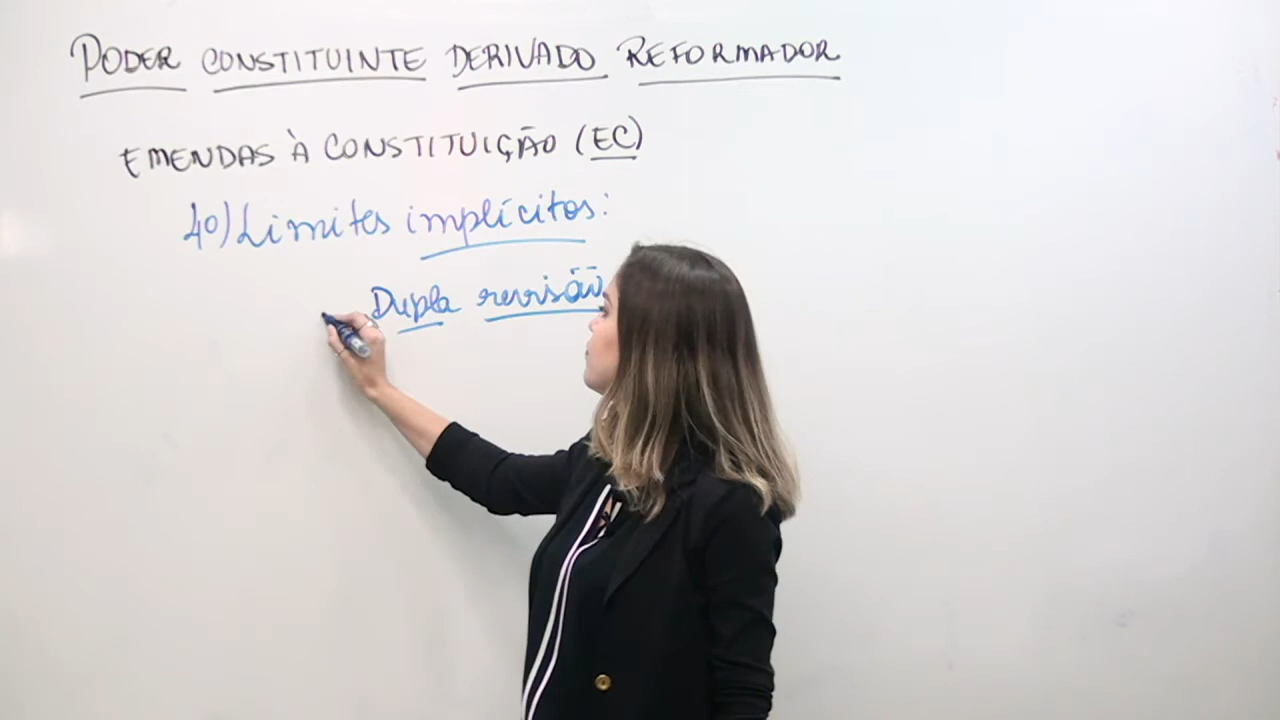 PODER CONSTITUINTE DERIVADO REFORMADOR
EMENDAS À CONSTITUIÇÃO (EC)
4º) Limites implícitos:
Dupla revisão